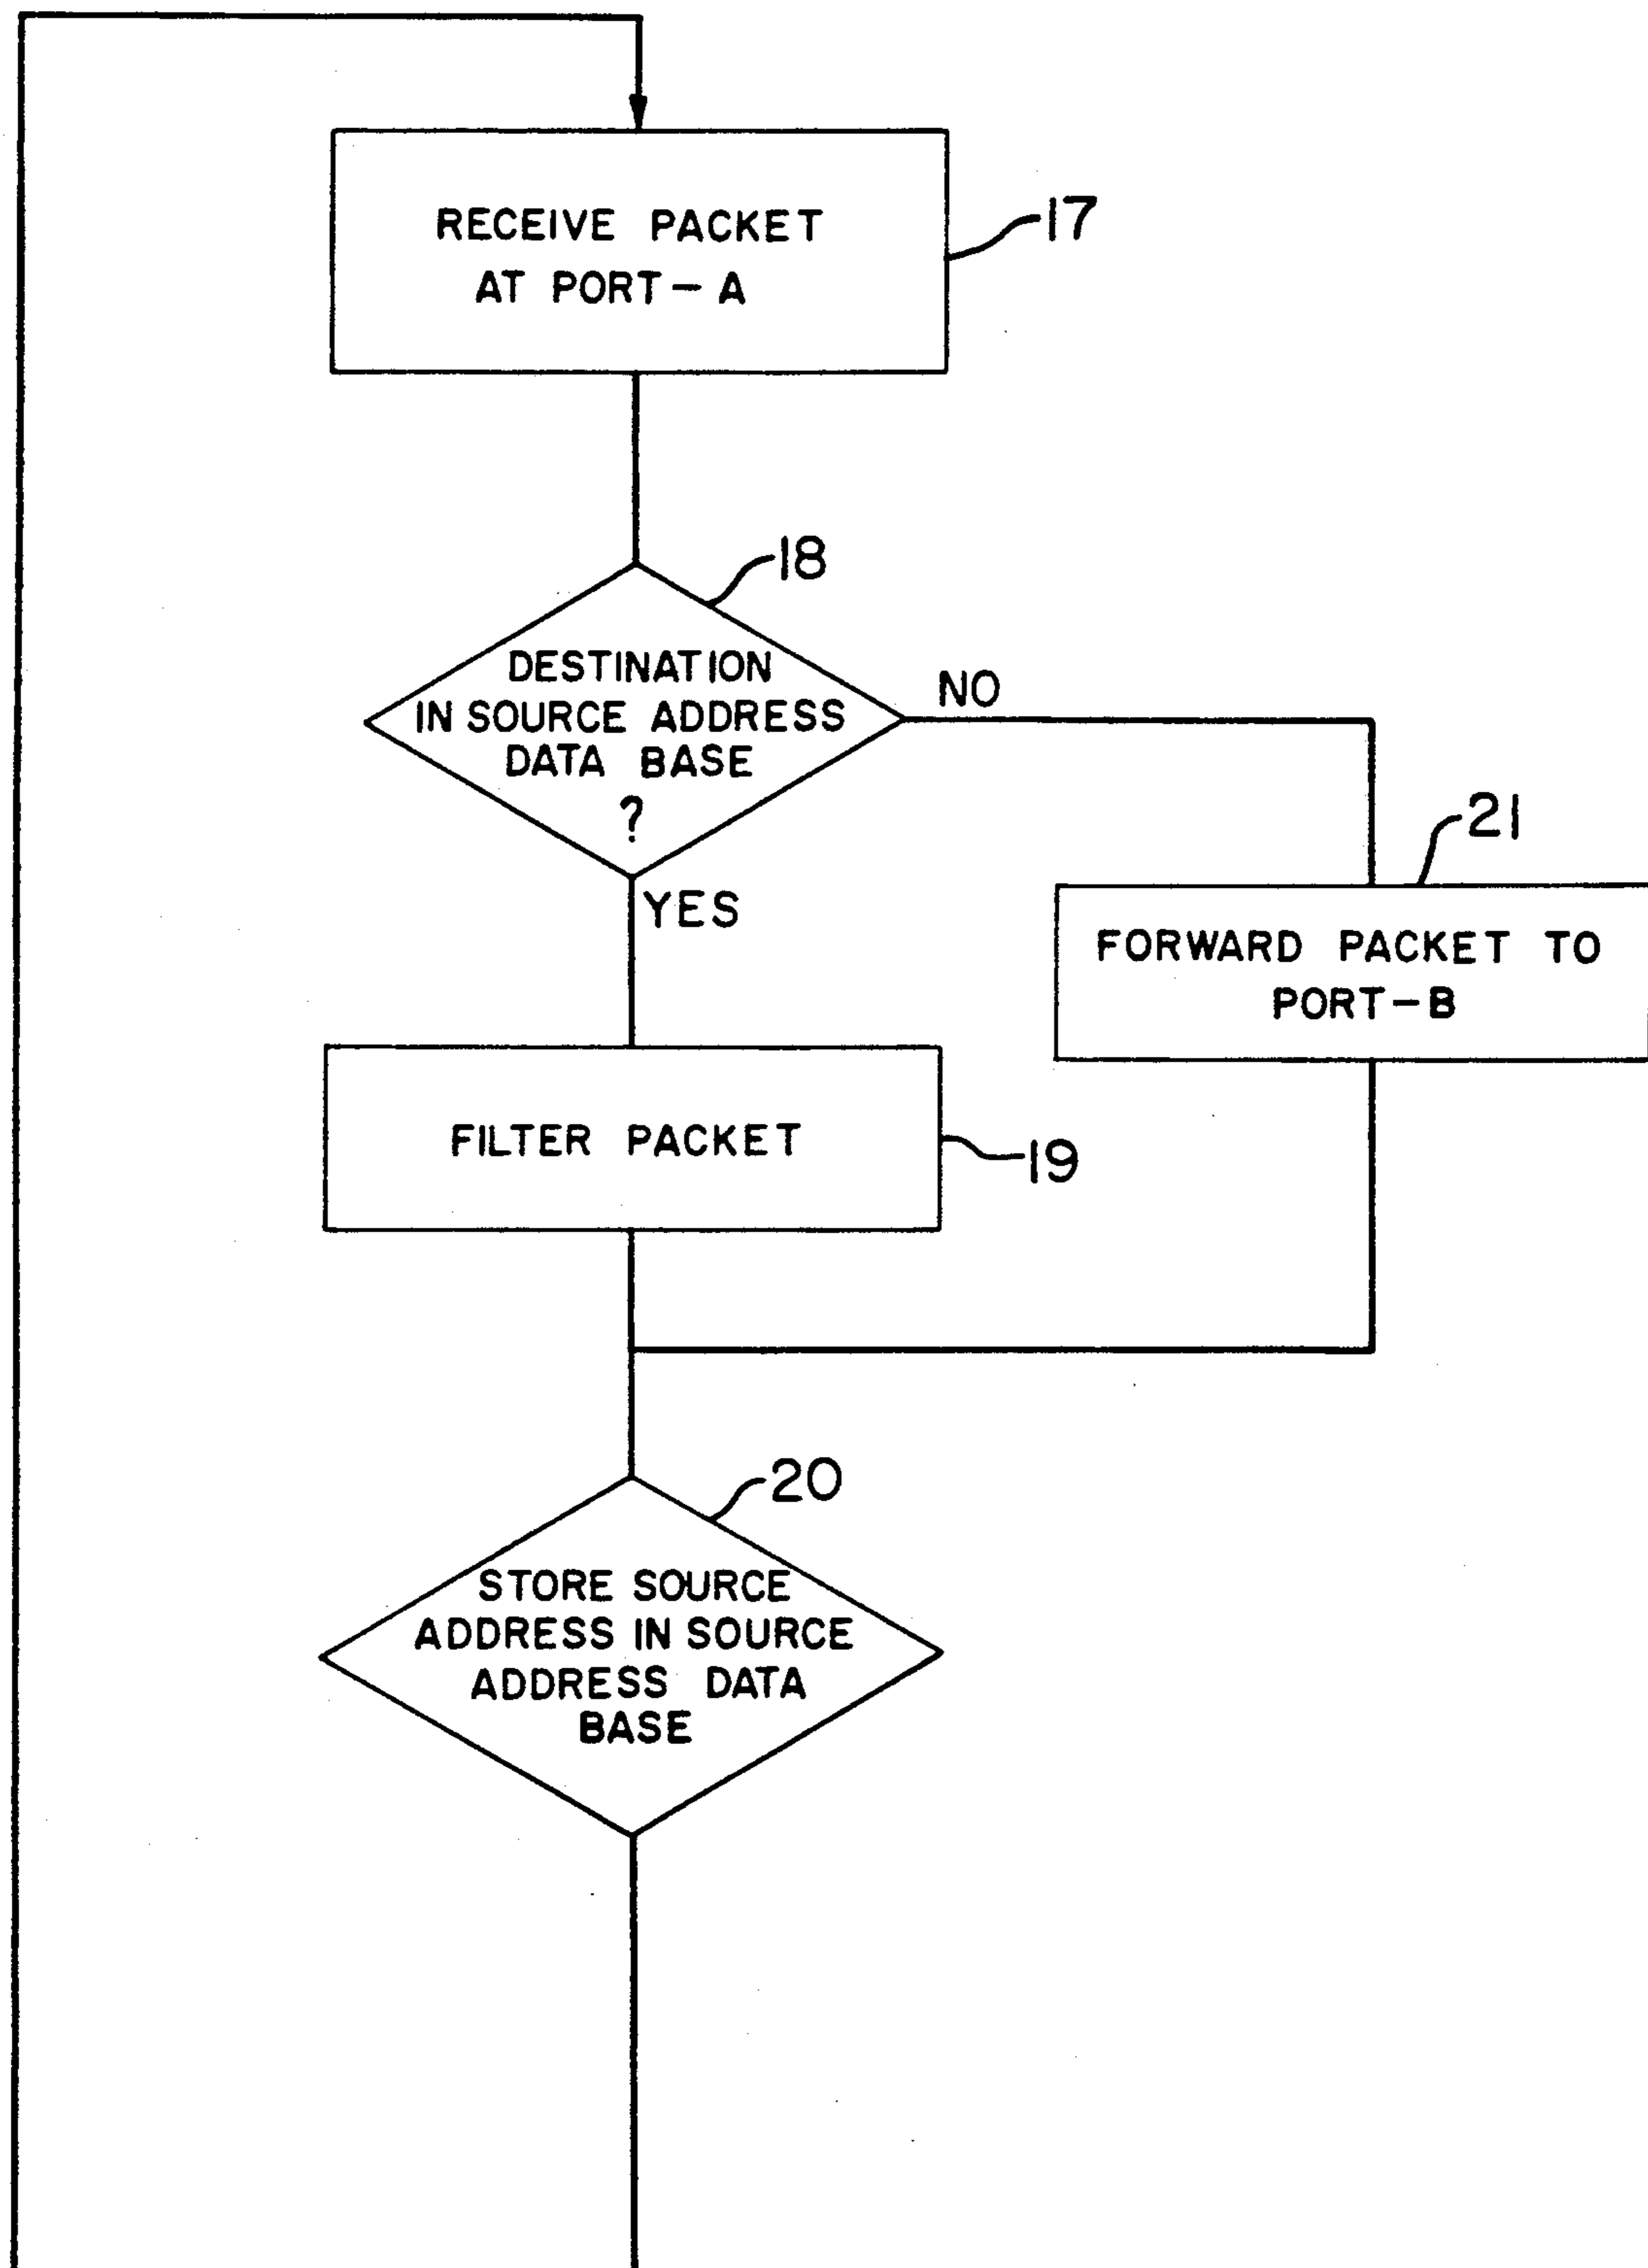 RECEIVE PACKET
AT PORT-A
17
18
DESTINATION
IN SOURCE ADDRESS
DATA BASE
?
NO
YES
21
FORWARD PACKET TO
PORT-B
FILTER PACKET
19
20
STORE SOURCE
ADDRESS IN SOURCE
ADDRESS DATA
BASE